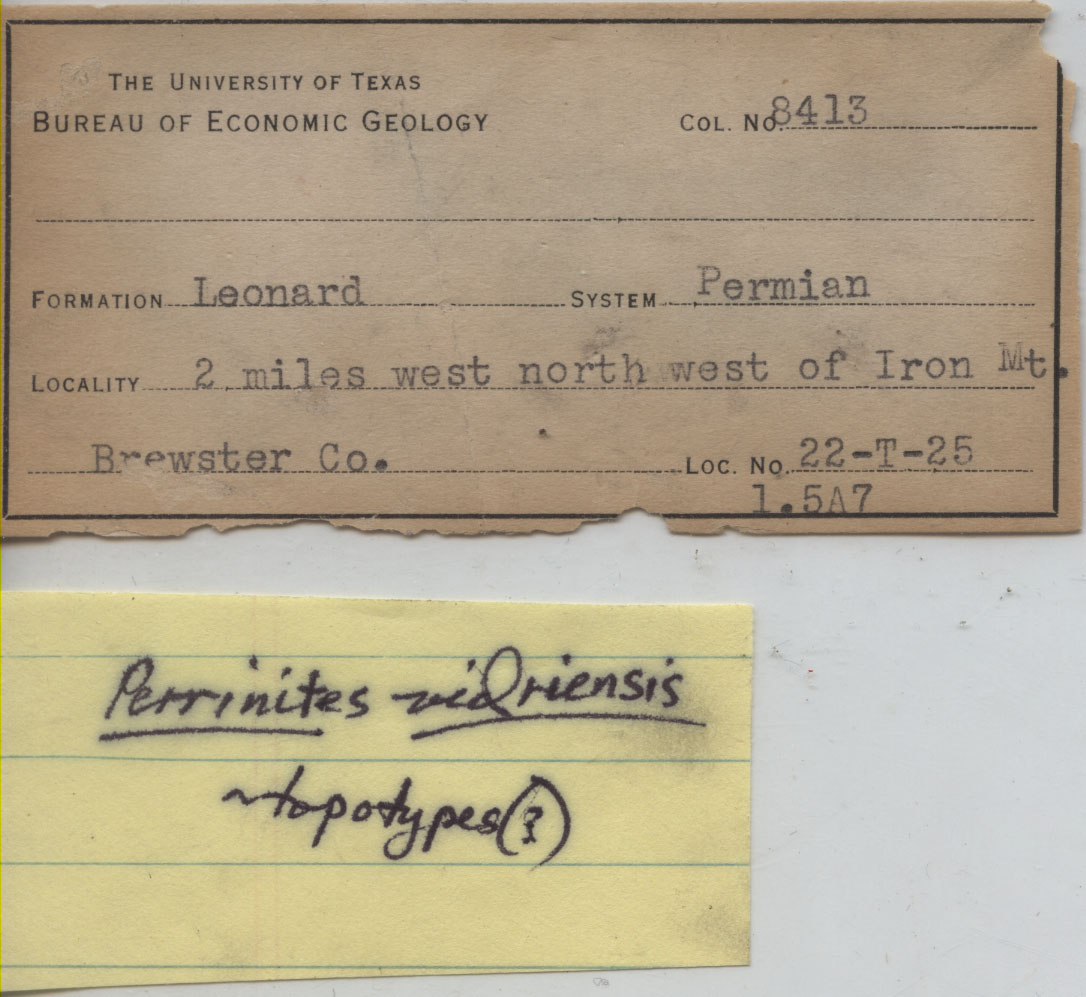 THE UNIVERSITY OF TEXAS
BUREAU OF ECONOMIC GEOLOGY
COL. NO. 8413
FORMATION Leonard SYSTEM Permian
LOCALITY 2 miles west north west of Iron Mt.
Brewster Co. LOC. NO. 22-T-25
1.5A7
Perrinites vidriensis
~topotypes(?)